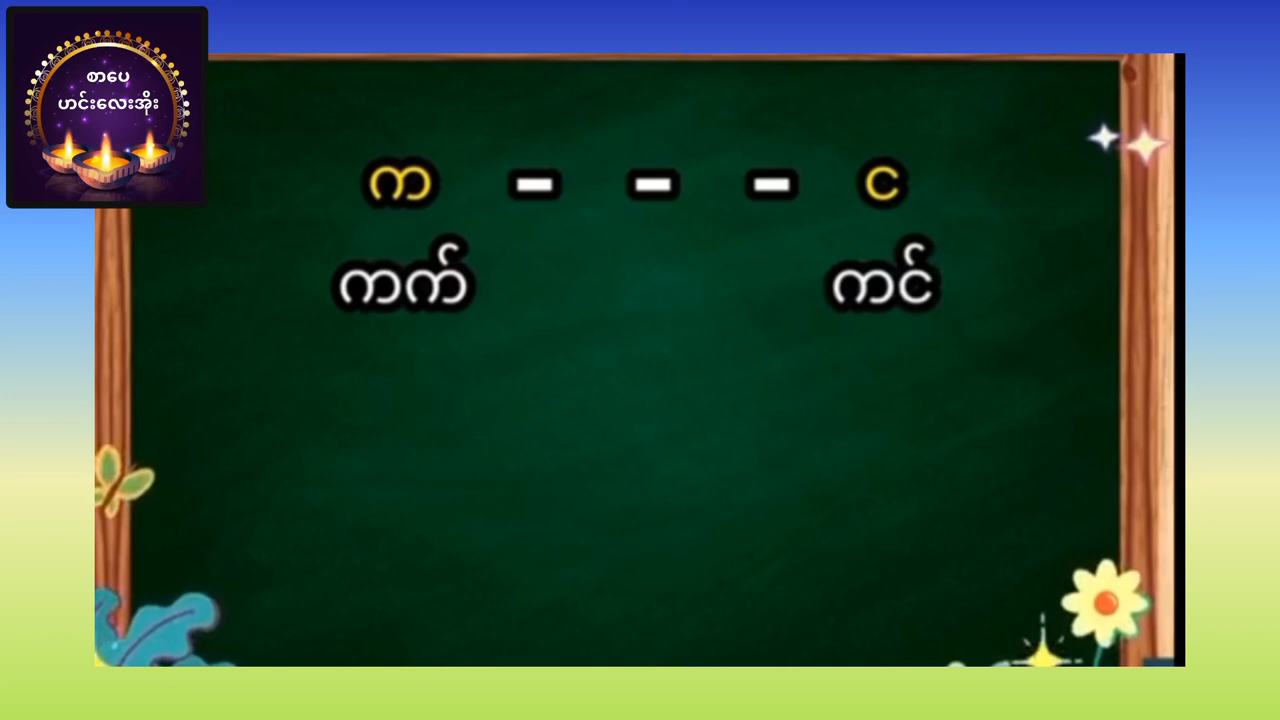 စာပေ
ဟင်းလေးအိုး
က - - - င
ကက် ကင်